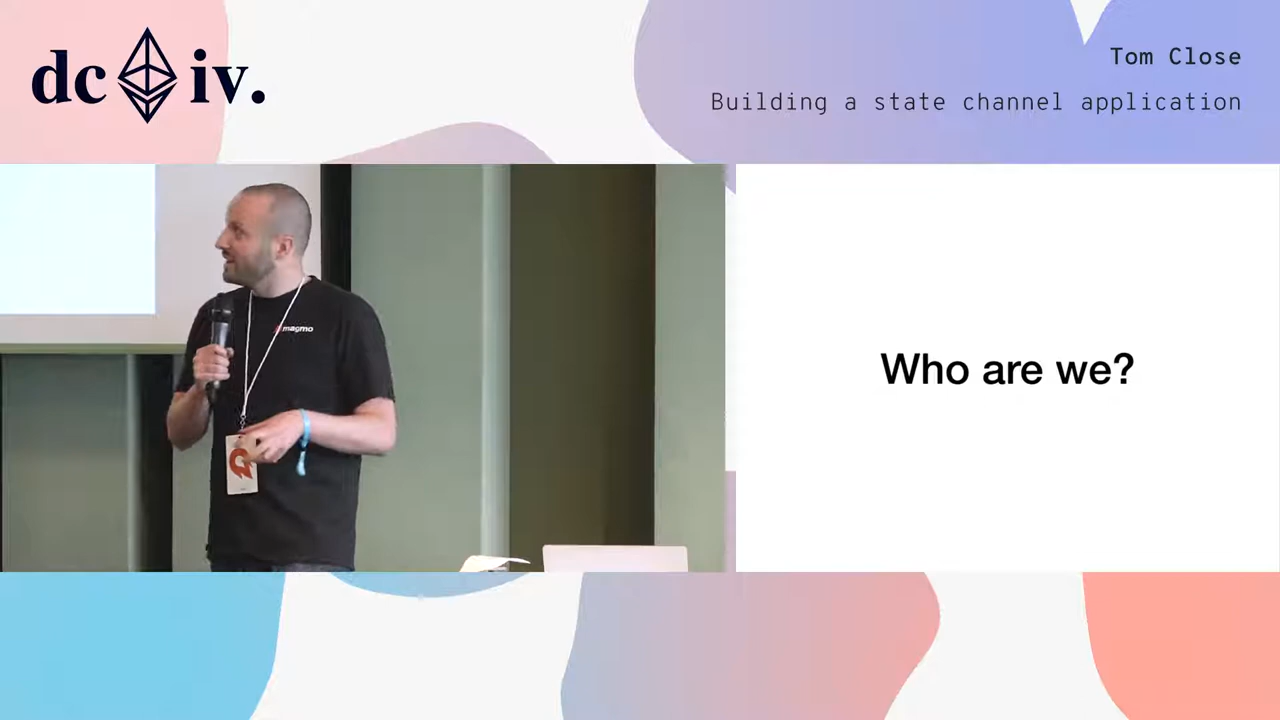 dc iv.
Tom Close
Building a state channel application
magmo
Who are we?